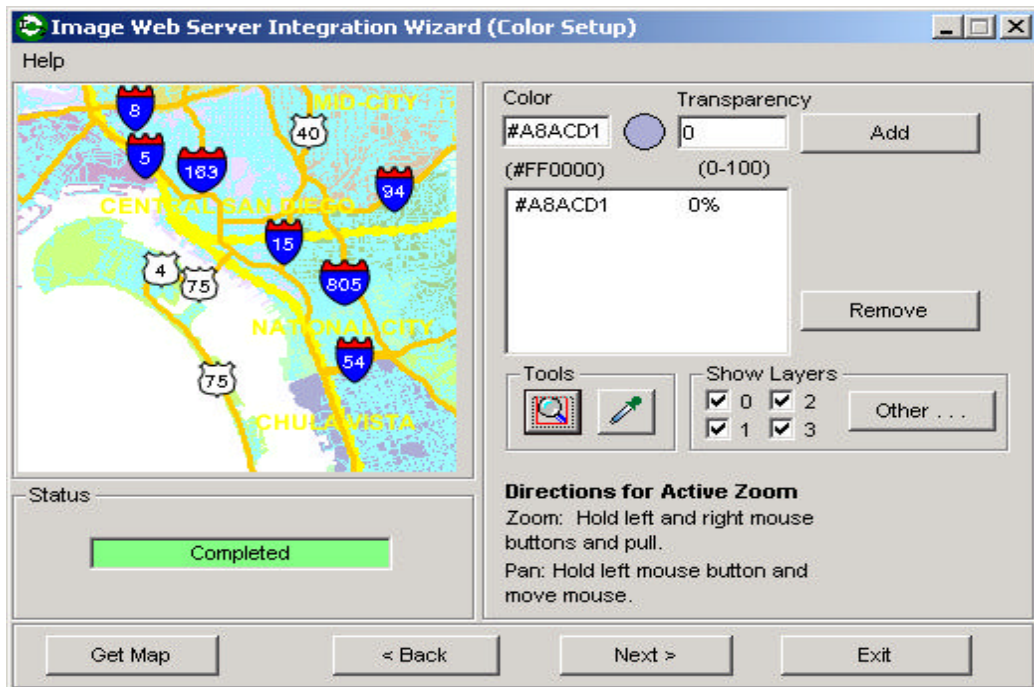 Image Web Server Integration Wizard (Color Setup)
Help
MID-CITY
8
40
5
163
94
CENTRAL SAN DIEGO
15
4
75
805
NATIONAL CITY
54
75
CHULA VISTA
Color
Transparency
#A8ACD1
0
Add
(#FF0000)
(0-100)
#A8ACD1 0%
Remove
Tools
Show Layers
0 2
1 3
Other . . .
Status
Completed
Directions for Active Zoom
Zoom: Hold left and right mouse
buttons and pull.
Pan: Hold left mouse button and
move mouse.
Get Map
< Back
Next >
Exit